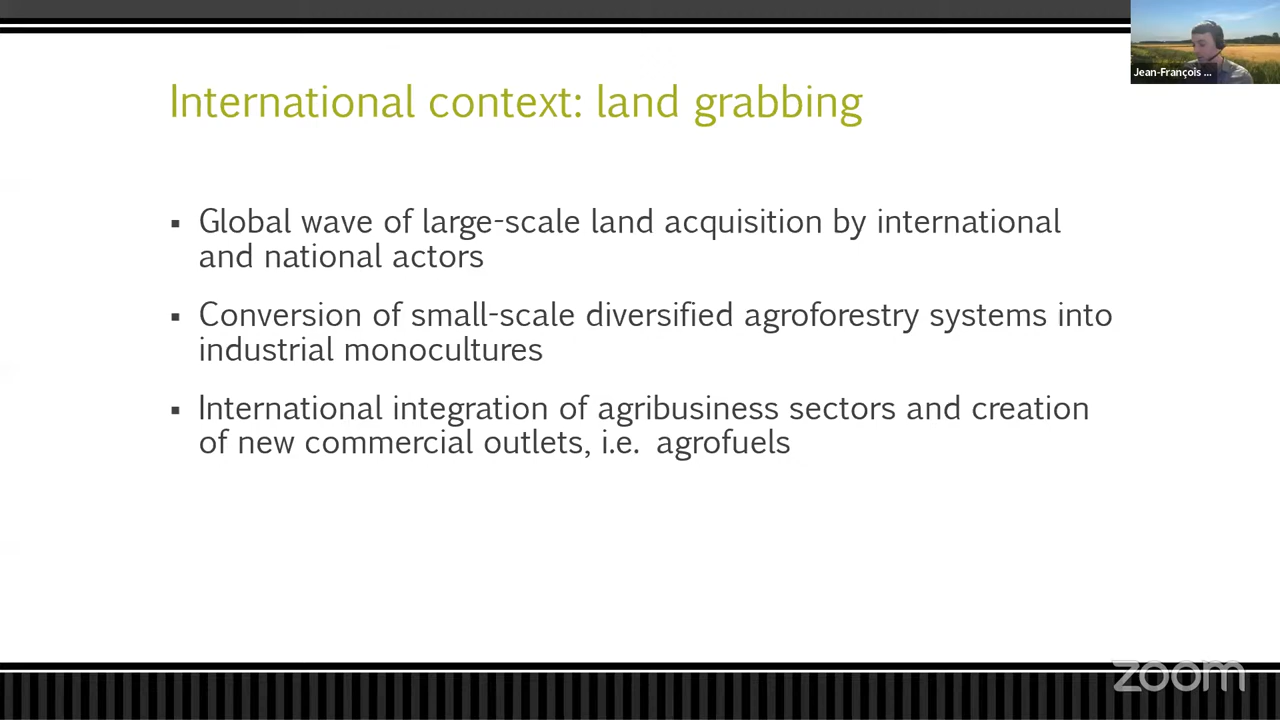 Jean-François ...
International context: land grabbing
▪ Global wave of large-scale land acquisition by international
and national actors
▪ Conversion of small-scale diversified agroforestry systems into
industrial monocultures
▪ International integration of agribusiness sectors and creation
of new commercial outlets, i.e. agrofuels
zoom